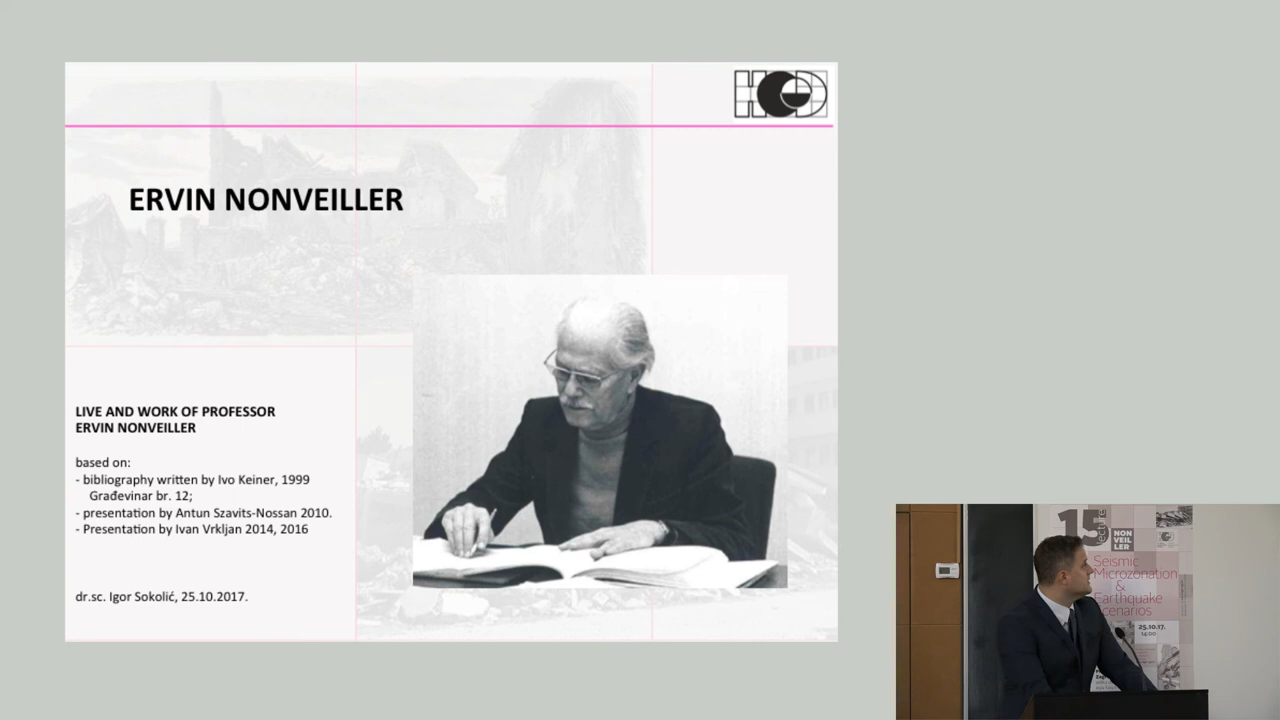 HGD
ERVIN NONVEILLER
LIVE AND WORK OF PROFESSOR
ERVIN NONVEILLER
based on:
- bibliography written by Ivo Keiner, 1999
Građevinar br. 12;
- presentation by Antun Szavits-Nossan 2010.
- Presentation by Ivan Vrkljan 2014, 2016
dr.sc. Igor Sokolić, 25.10.2017.
15
lecture
NON
VEIL
LER
Seismic
Microzonation
&
Earthquake
Scenarios
25.10.17.
14:00